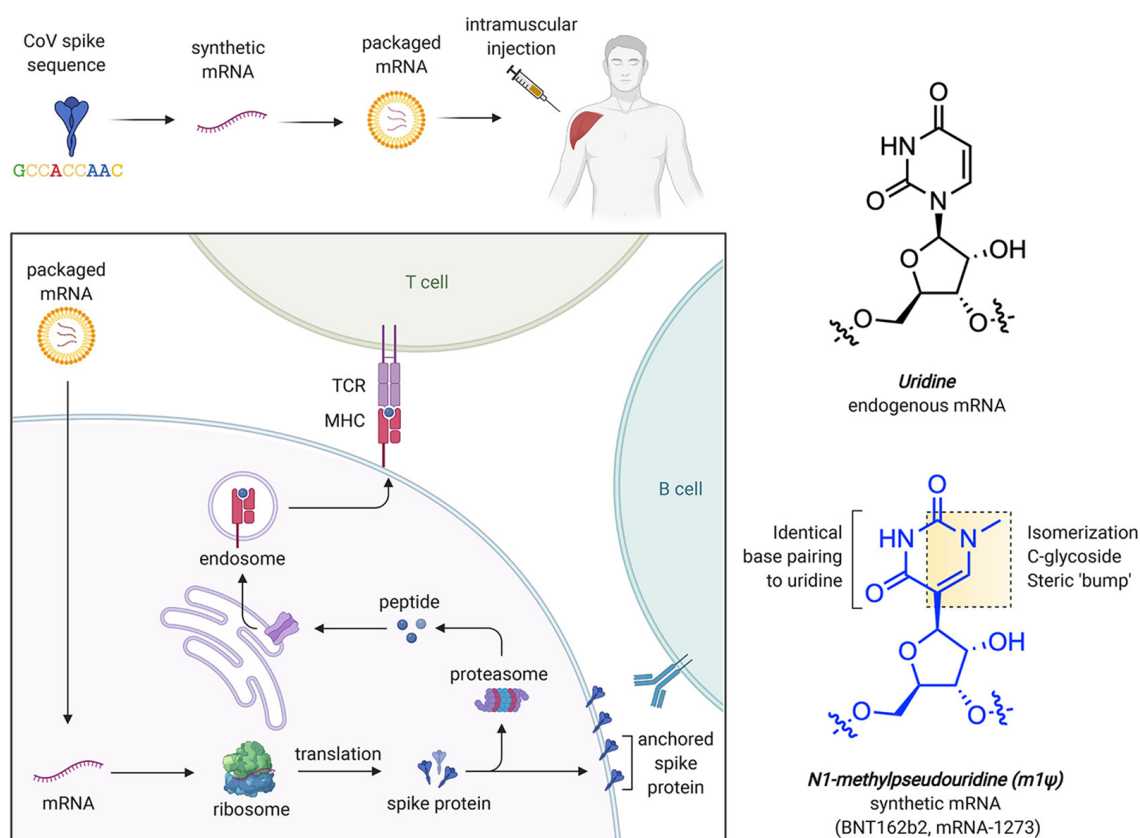 CoV spike
sequence
synthetic
mRNA
packaged
mRNA
intramuscular
injection
GCCACCAAC
packaged
mRNA
T cell
TCR
MHC
B cell
endosome
peptide
proteasome
translation
anchored
spike
protein
mRNA
ribosome
spike protein
O
HN
O
N
O
OH
O
O
Uridine
endogenous mRNA
Identical
base pairing
to uridine
O
HN
N
O
Isomerization
C-glycoside
Steric 'bump'
O
OH
O
O
N1-methylpseudouridine (m1ψ)
synthetic mRNA
(BNT162b2, mRNA-1273)